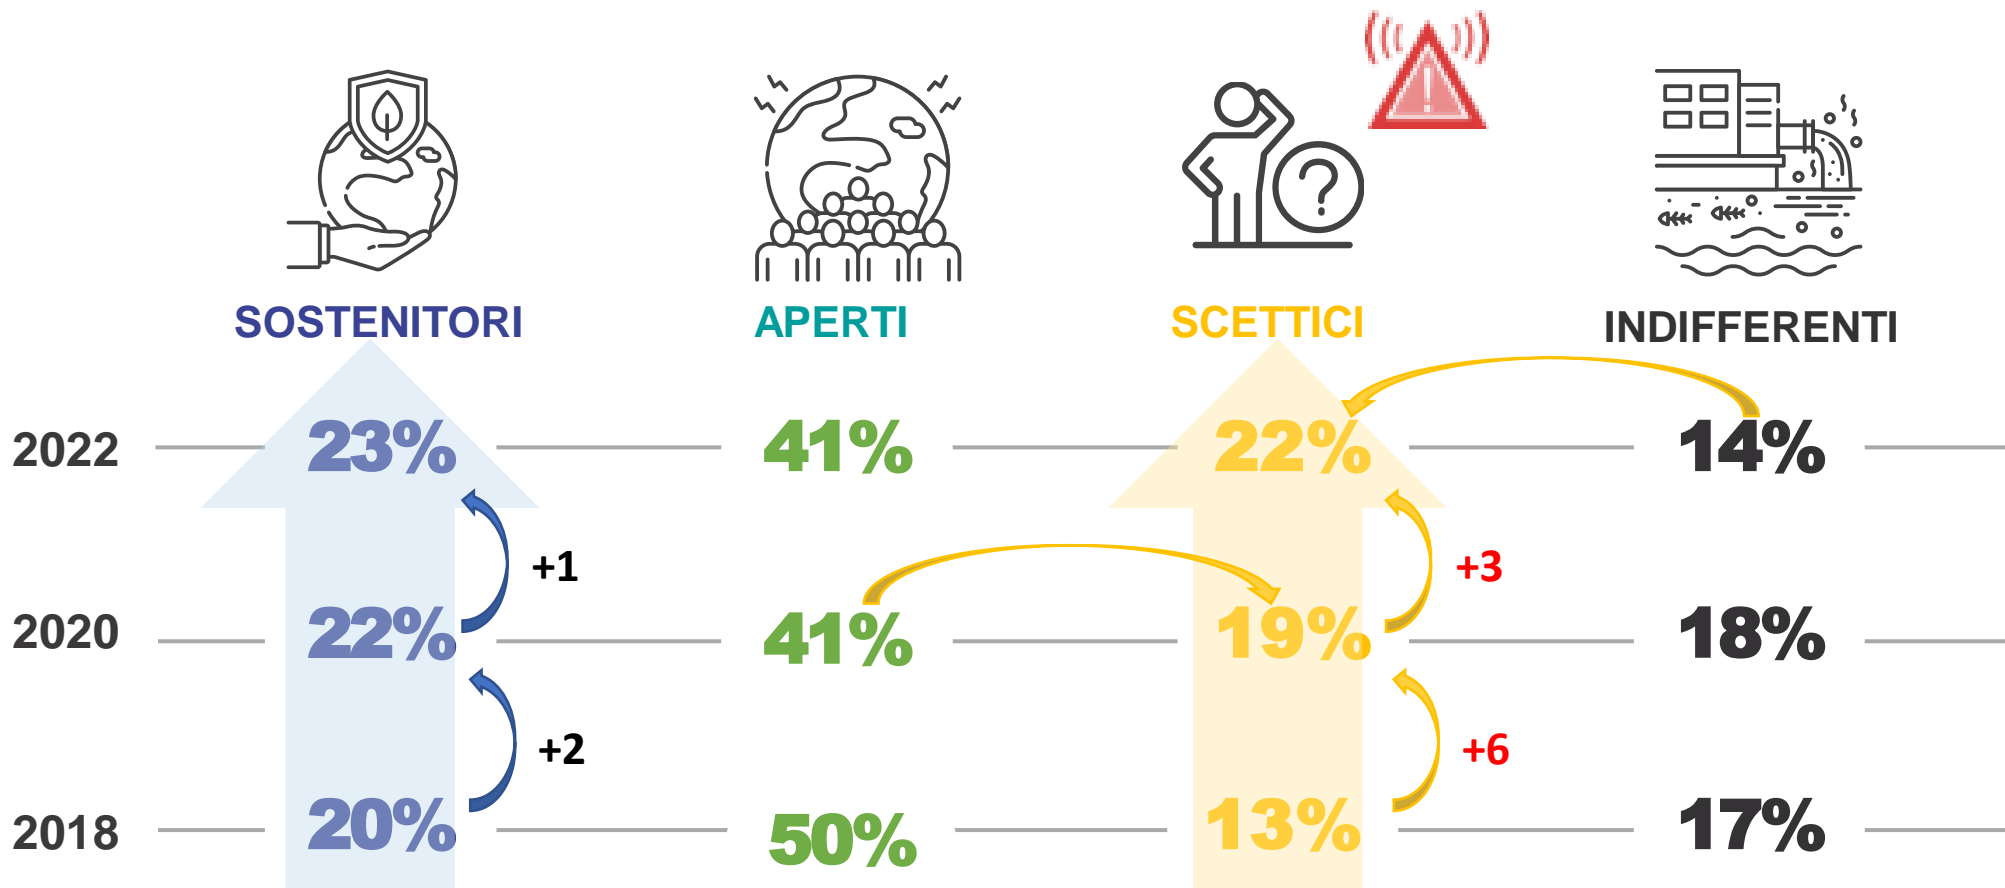 SOSTENITORI APERTI SCETTICI INDIFFERENTI
2022 23% 41% 22% 14%
+1 +3
2020 22% 41% 19% 18%
+2 +6
2018 20% 50% 13% 17%